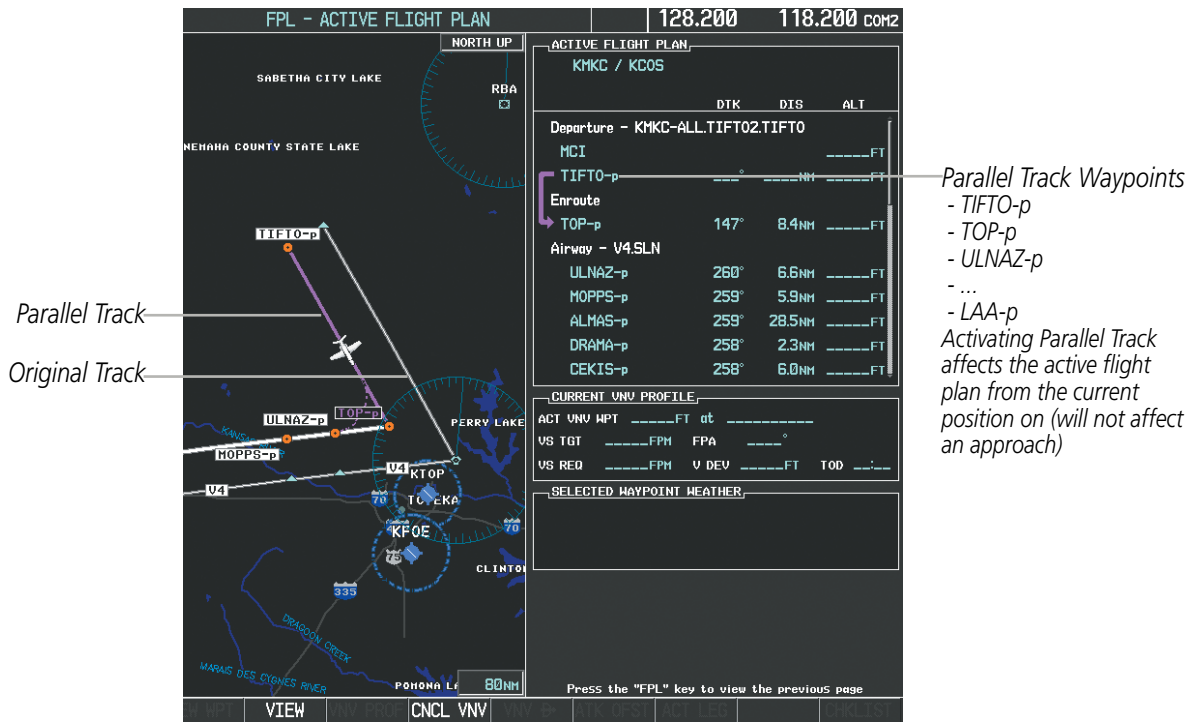 FPL – ACTIVE FLIGHT PLAN
128.200
118.200 COM2
NORTH UP
SABETHA CITY LAKE
RBA
NEMAHA COUNTY STATE LAKE
TIFTO-p
TOP-p
ULNAZ-p
MOPPS-p
PERRY LAKE
V4
KTOP
V4
70
TOPEKA
KFOE
70
75
CLINTO
335
DRAGOON CREEK
MARAIS DES CYGNES RIVER
POMONA LA
80NM
Parallel Track
Original Track
ACTIVE FLIGHT PLAN
KMKC / KCOS
DTK DIS ALT
Departure – KMKC-ALL.TIFTO2.TIFTO
MCI _____FT
TIFTO-p ___° ____NM _____FT
Enroute
TOP-p 147° 8.4NM _____FT
Airway – V4.SLN
ULNAZ-p 260° 6.6NM _____FT
MOPPS-p 259° 5.9NM _____FT
ALMAS-p 259° 28.5NM _____FT
DRAMA-p 258° 2.3NM _____FT
CEKIS-p 258° 6.0NM _____FT
CURRENT VNV PROFILE
ACT VNV WPT _____FT at ___________
VS TGT _____FPM FPA ____°
VS REQ _____FPM V DEV _____FT TOD __:__
SELECTED WAYPOINT WEATHER
Press the "FPL" key to view the previous page
VIEW
VNV PROF
CNCL VNV
VNV
ATK OFST
ACT LEG
CHKLIST
Parallel Track Waypoints
- TIFTO-p
- TOP-p
- ULNAZ-p
- ...
- LAA-p
Activating Parallel Track
affects the active flight
plan from the current
position on (will not affect
an approach)